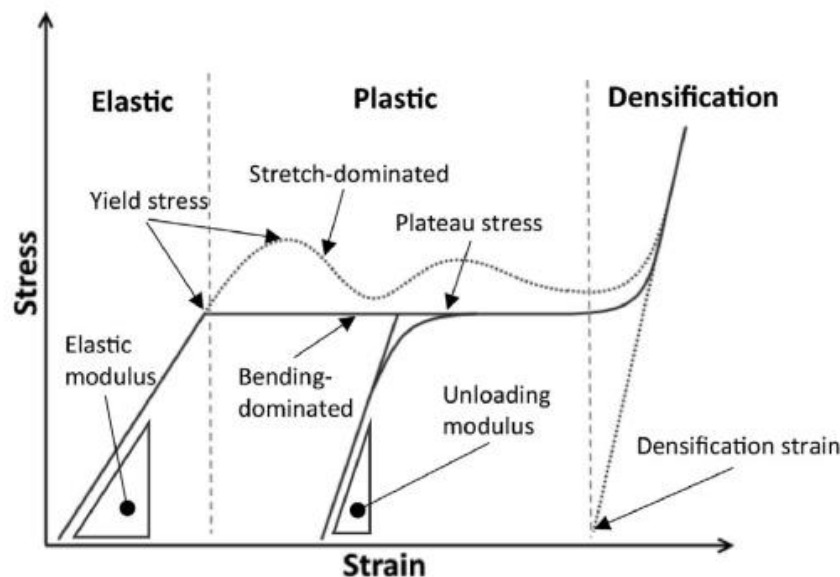 Elastic
Plastic
Densification
Stretch-dominated
Yield stress
Plateau stress
Stress
Elastic
modulus
Bending-
dominated
Unloading
modulus
Densification strain
Strain